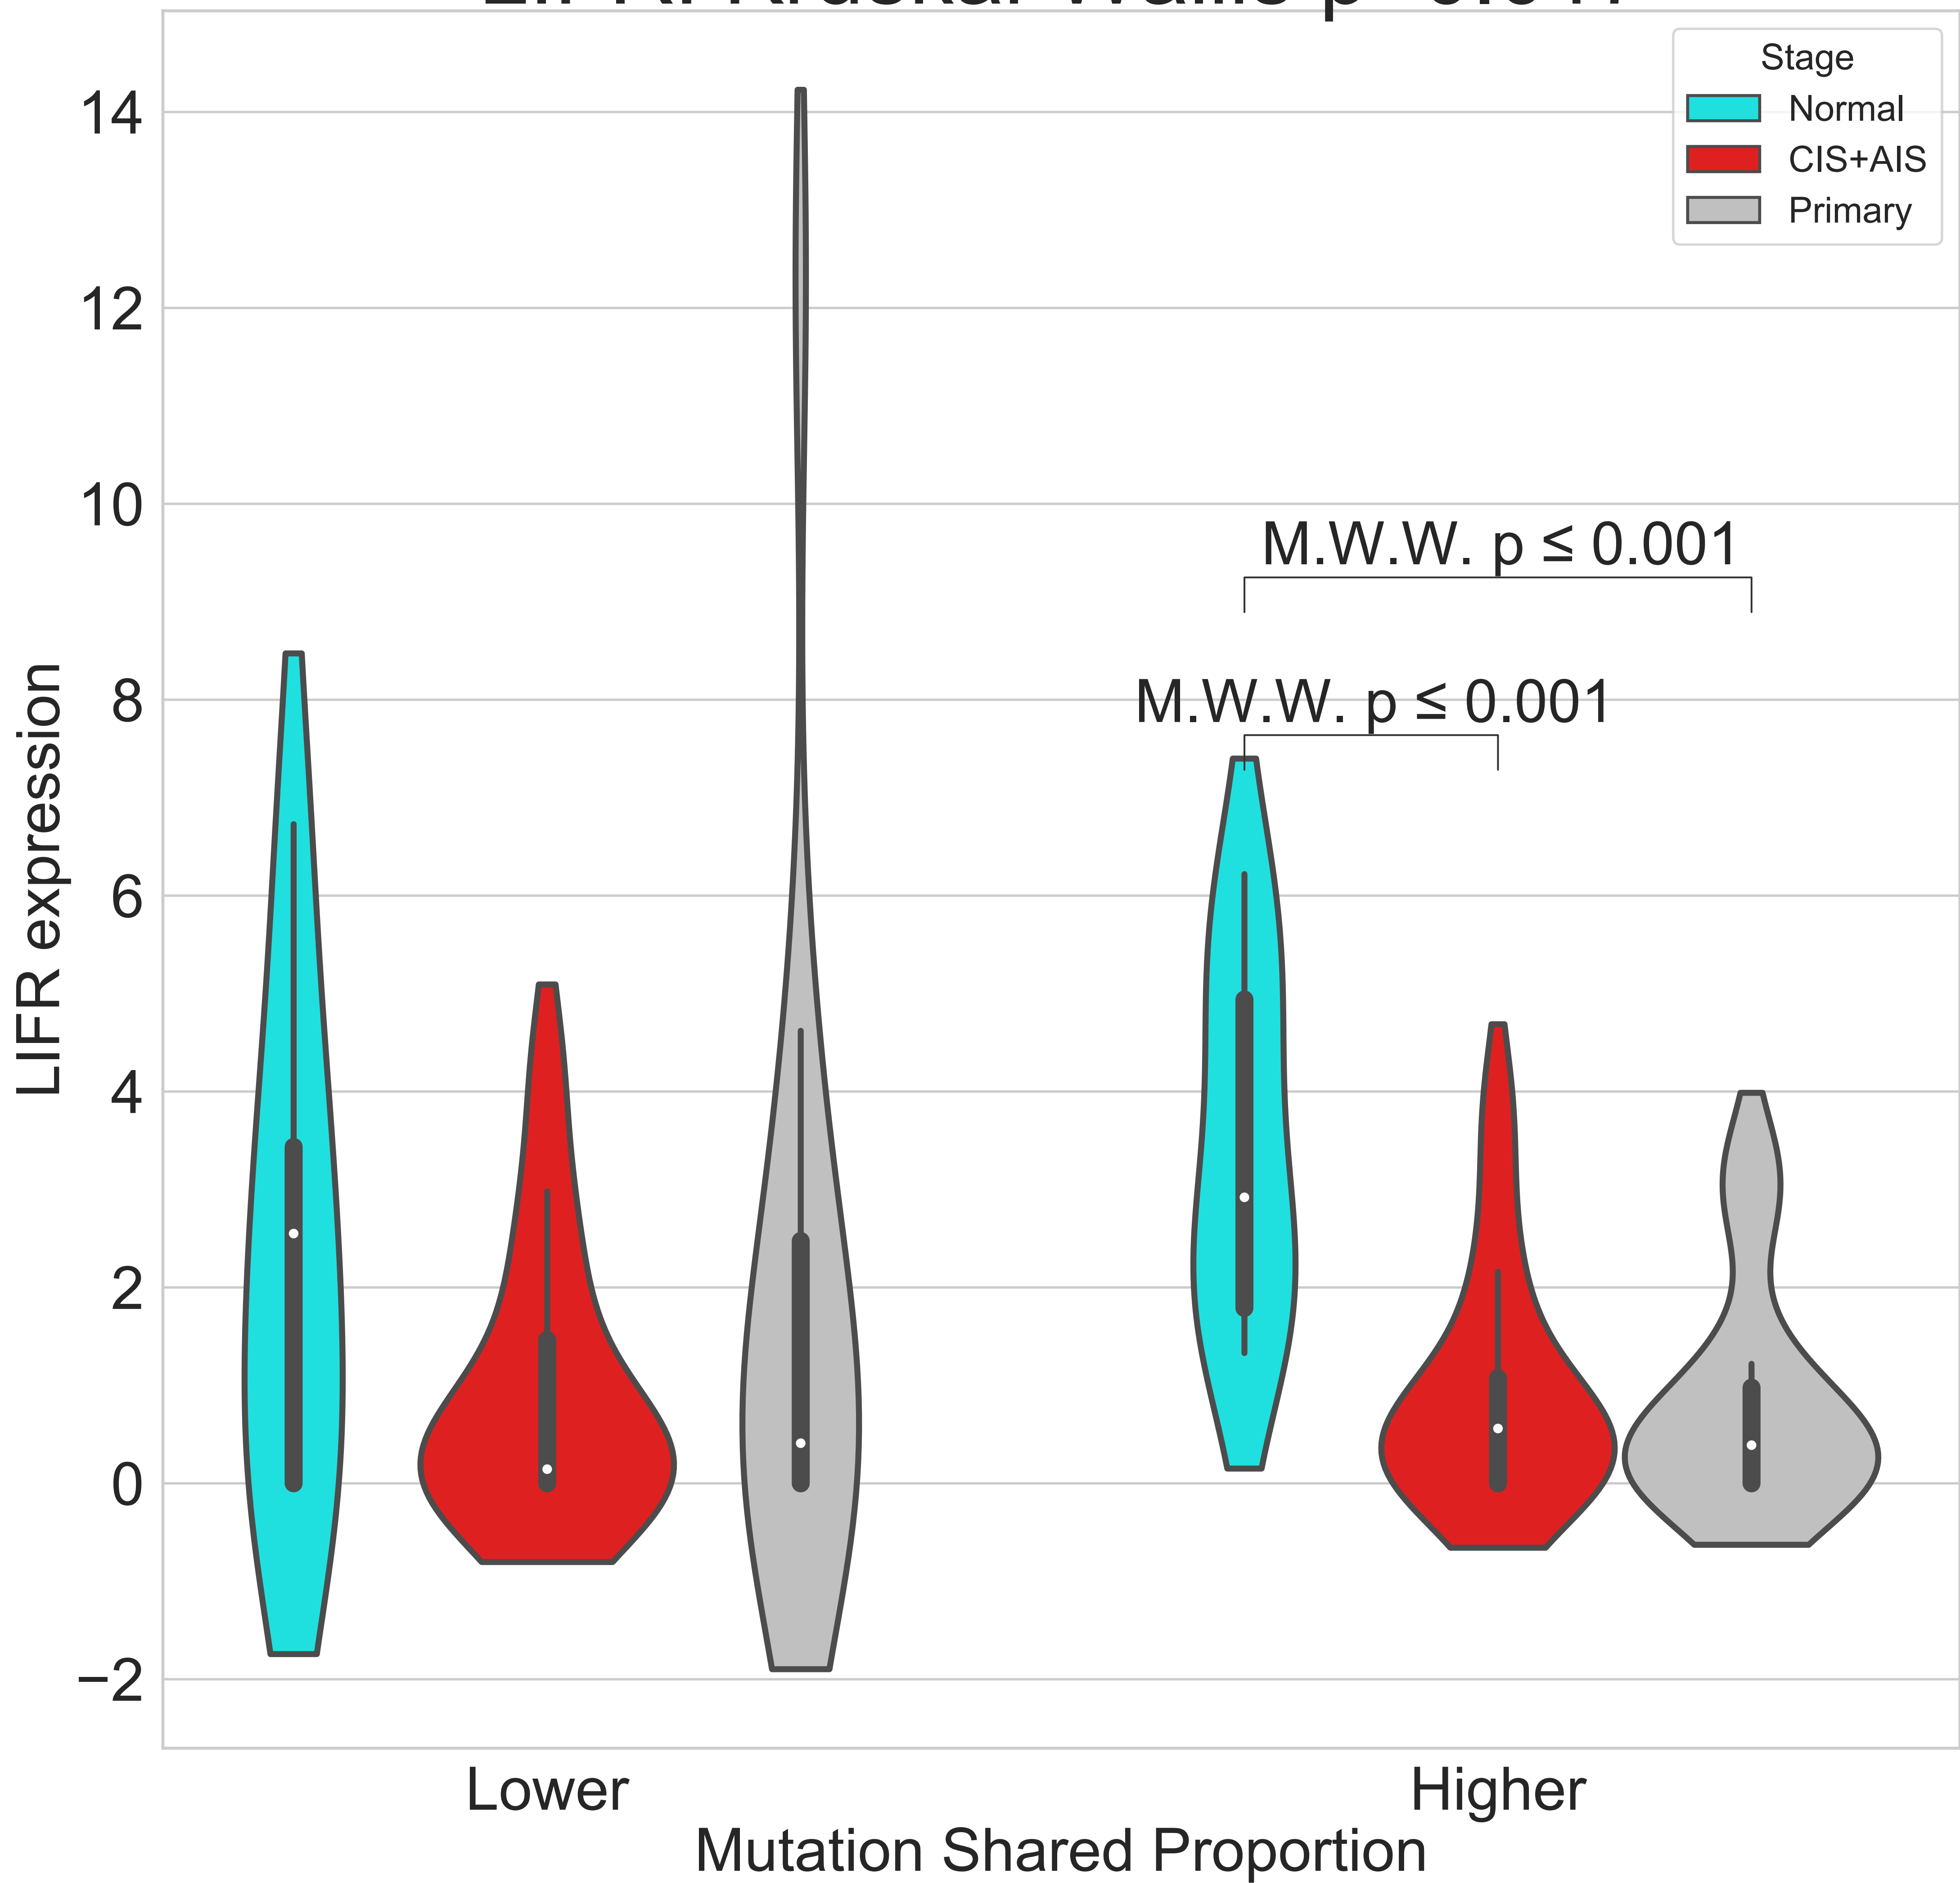 Stage
Normal
CIS+AIS
Primary
14
12
10
8
6
4
2
0
−2
LIFR expression
M.W.W. p ≤ 0.001
M.W.W. p ≤ 0.001
Lower
Higher
Mutation Shared Proportion